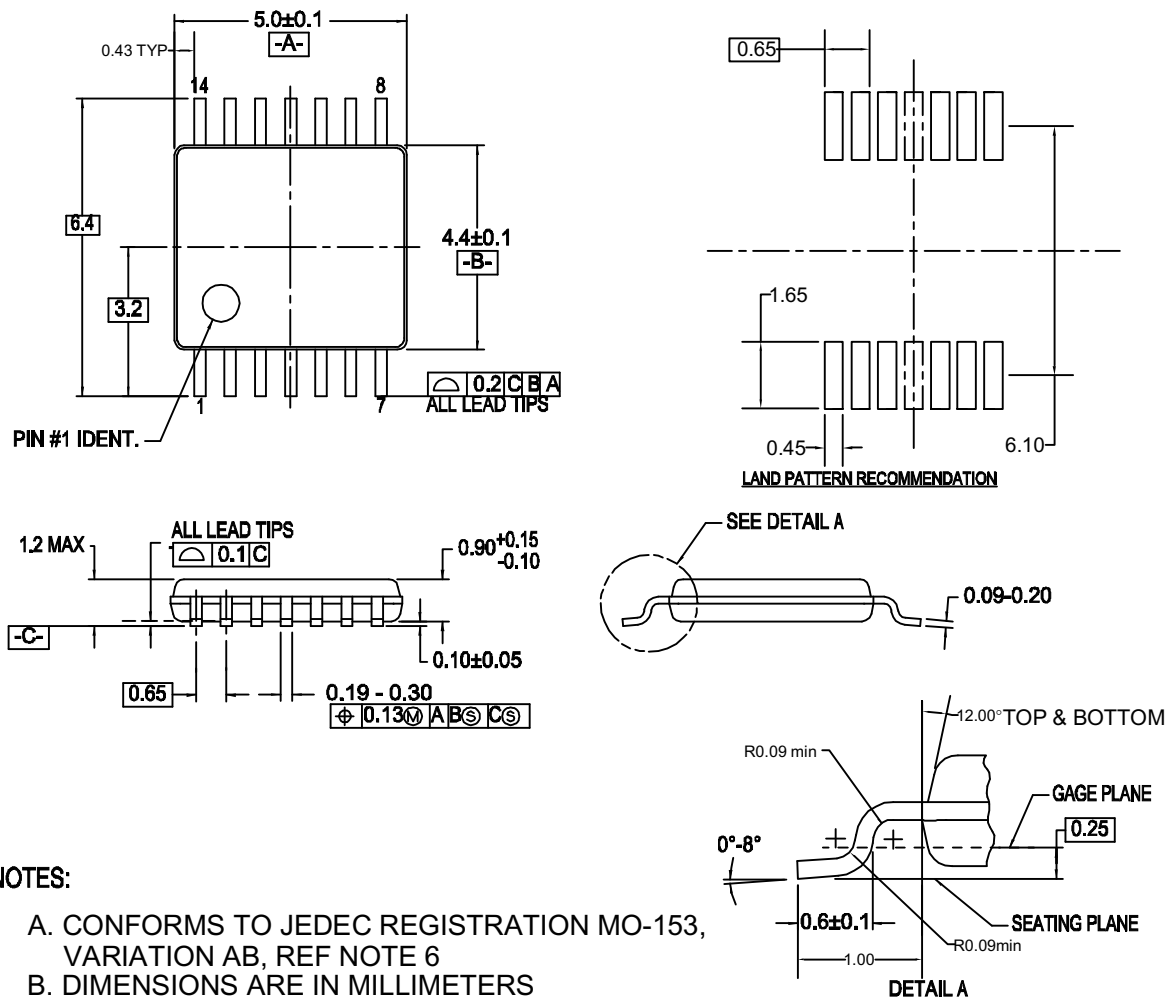 5.0±0.1
-A-
0.43 TYP
0.65
14
8
6.4
4.4±0.1
-B-
3.2
1.65
⌓ 0.2 C B A
ALL LEAD TIPS
1
7
PIN #1 IDENT.
0.45
6.10
LAND PATTERN RECOMMENDATION
SEE DETAIL A
ALL LEAD TIPS
⌓ 0.1 C
1.2 MAX
0.90+0.15
-0.10
0.09-0.20
-C-
0.10±0.05
0.65
0.19 - 0.30
⌖ 0.13Ⓜ A BⓈ CⓈ
12.00° TOP & BOTTOM
R0.09 min
GAGE PLANE
0.25
0°-8°
SEATING PLANE
0.6±0.1
R0.09min
1.00
DETAIL A
NOTES:
A. CONFORMS TO JEDEC REGISTRATION MO-153,
VARIATION AB, REF NOTE 6
B. DIMENSIONS ARE IN MILLIMETERS